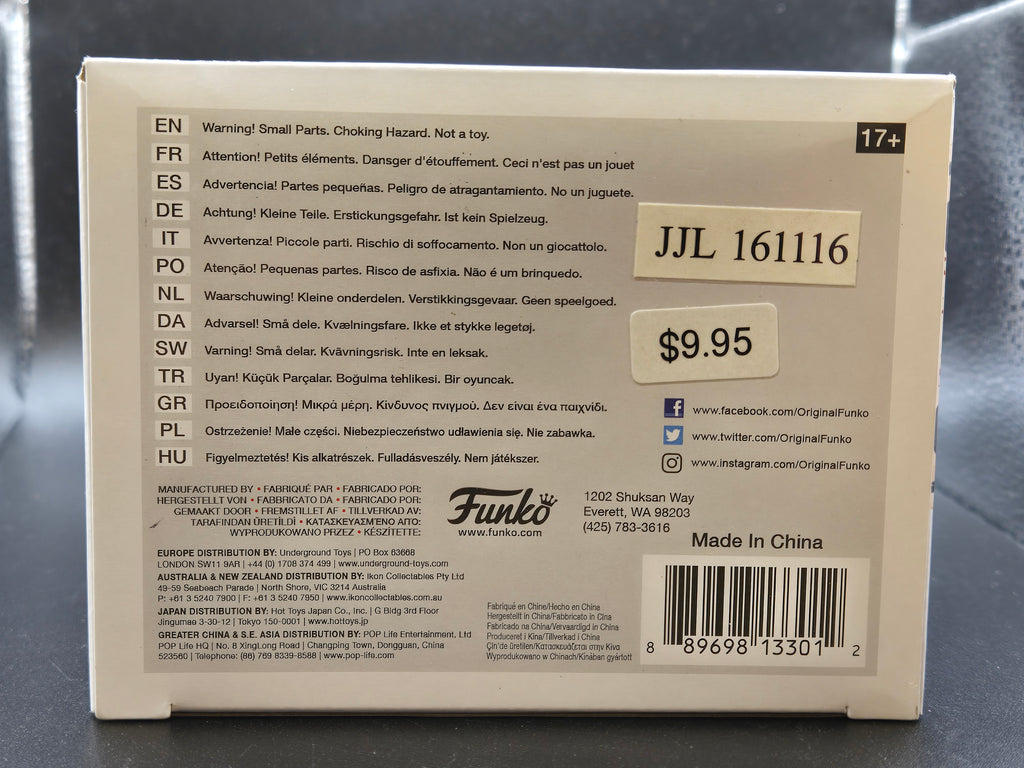 EN Warning! Small Parts. Choking Hazard. Not a toy.
17+
FR Attention! Petits éléments. Dansger d'étouffement. Ceci n'est pas un jouet
ES Advertencia! Partes pequeñas. Peligro de atragantamiento. No un juguete.
DE Achtung! Kleine Teile. Erstickungsgefahr. Ist kein Spielzeug.
IT Avvertenza! Piccole parti. Rischio di soffocamento. Non un giocattolo.
PO Atenção! Pequenas partes. Risco de asfixia. Não é um brinquedo.
NL Waarschuwing! Kleine onderdelen. Verstikkingsgevaar. Geen speelgoed.
DA Advarsel! Små dele. Kvælningsfare. Ikke et stykke legetøj.
SW Varning! Små delar. Kvävningsrisk. Inte en leksak.
TR Uyan! Küçük Parçalar. Boğulma tehlikesi. Bir oyuncak.
GR Προειδοποίηση! Μικρά μέρη. Κίνδυνος πνιγμού. Δεν είναι ένα παιχνίδι.
PL Ostrzeżenie! Małe części. Niebezpieczeństwo udławienia się. Nie zabawka.
HU Figyelmeztetés! Kis alkatrészek. Fulladásveszély. Nem játékszer.
JJL 161116
$9.95
www.facebook.com/OriginalFunko
www.twitter.com/OriginalFunko
www.instagram.com/OriginalFunko
MANUFACTURED BY • FABRIQUÉ PAR • FABRICADO POR:
HERGESTELLT VON • FABBRICATO DA • FABRICADO POR:
GEMAAKT DOOR • FREMSTILLET AF • TILLVERKAD AV:
TARAFINDAN ÜRETİLDİ • ΚΑΤΑΣΚΕΥΑΣΜΈΝΟ ΑΠΌ:
WYPRODUKOWANO PRZEZ • KÉSZÍTETTE:
Funko
www.funko.com
1202 Shuksan Way
Everett, WA 98203
(425) 783-3616
Made In China
EUROPE DISTRIBUTION BY: Underground Toys | PO Box 63668
LONDON SW11 9AR | +44 (0) 1708 374 499 | www.underground-toys.com
AUSTRALIA & NEW ZEALAND DISTRIBUTION BY: Ikon Collectables Pty Ltd
49-59 Seabeach Parade | North Shore, VIC 3214 Australia
P: +61 3 5240 7900 | F: +61 3 5240 7950 | www.ikoncollectables.com.au
JAPAN DISTRIBUTION BY: Hot Toys Japan Co., Inc. | G Bldg 3rd Floor
Jingumae 3-30-12 | Tokyo 150-0001 | www.hottoys.jp
GREATER CHINA & S.E. ASIA DISTRIBUTION BY: POP Life Entertainment, Ltd
POP Life HQ | No. 8 XingLong Road | Changping Town, Dongguan, China
523560 | Telephone: (86) 769 8339-8588 | www.pop-life.com
Fabriqué en Chine/Hecho en China
Hergestellt in China/Fabbricato in Cina
Fabricado na China/Vervaardigd in China
Produceret i Kina/Tillverkad i China
Çin'de üretilen/Κατασκευάζεται στην Κίνα
Wyprodukowano w Chinach/Kínában gyártott
8 89698 13301 2